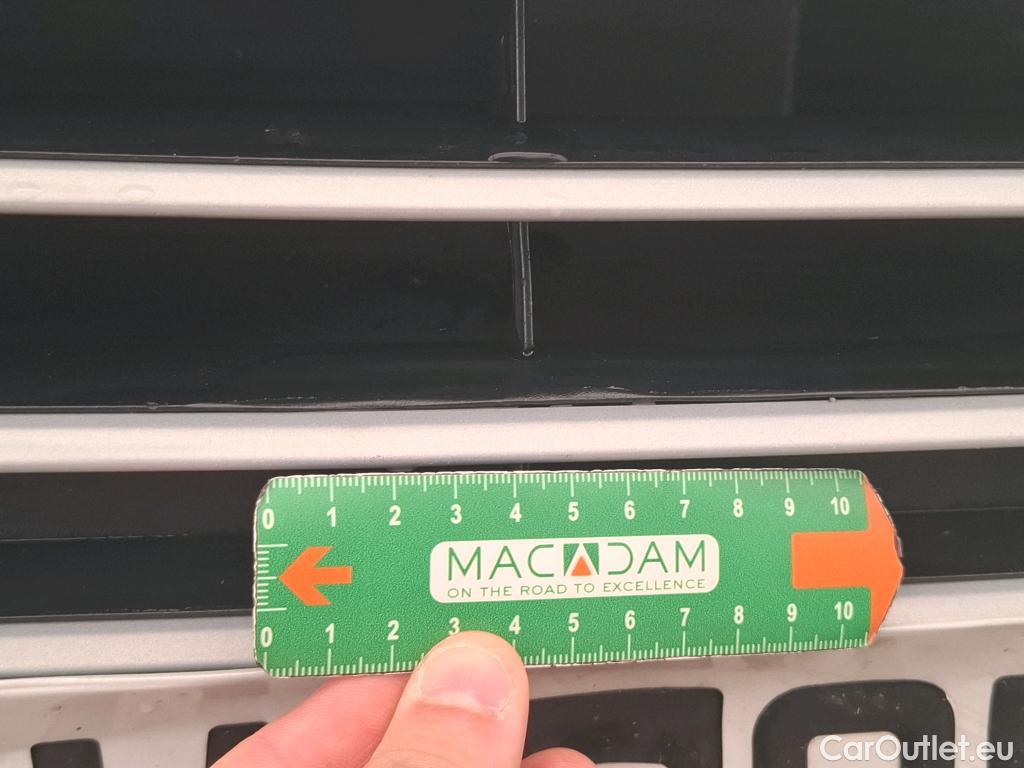 0 1 2 3 4 5 6 7 8 9 10
MACADAM
ON THE ROAD TO EXCELLENCE
0 1 2 3 4 5 6 7 8 9 10
CarOutlet.eu